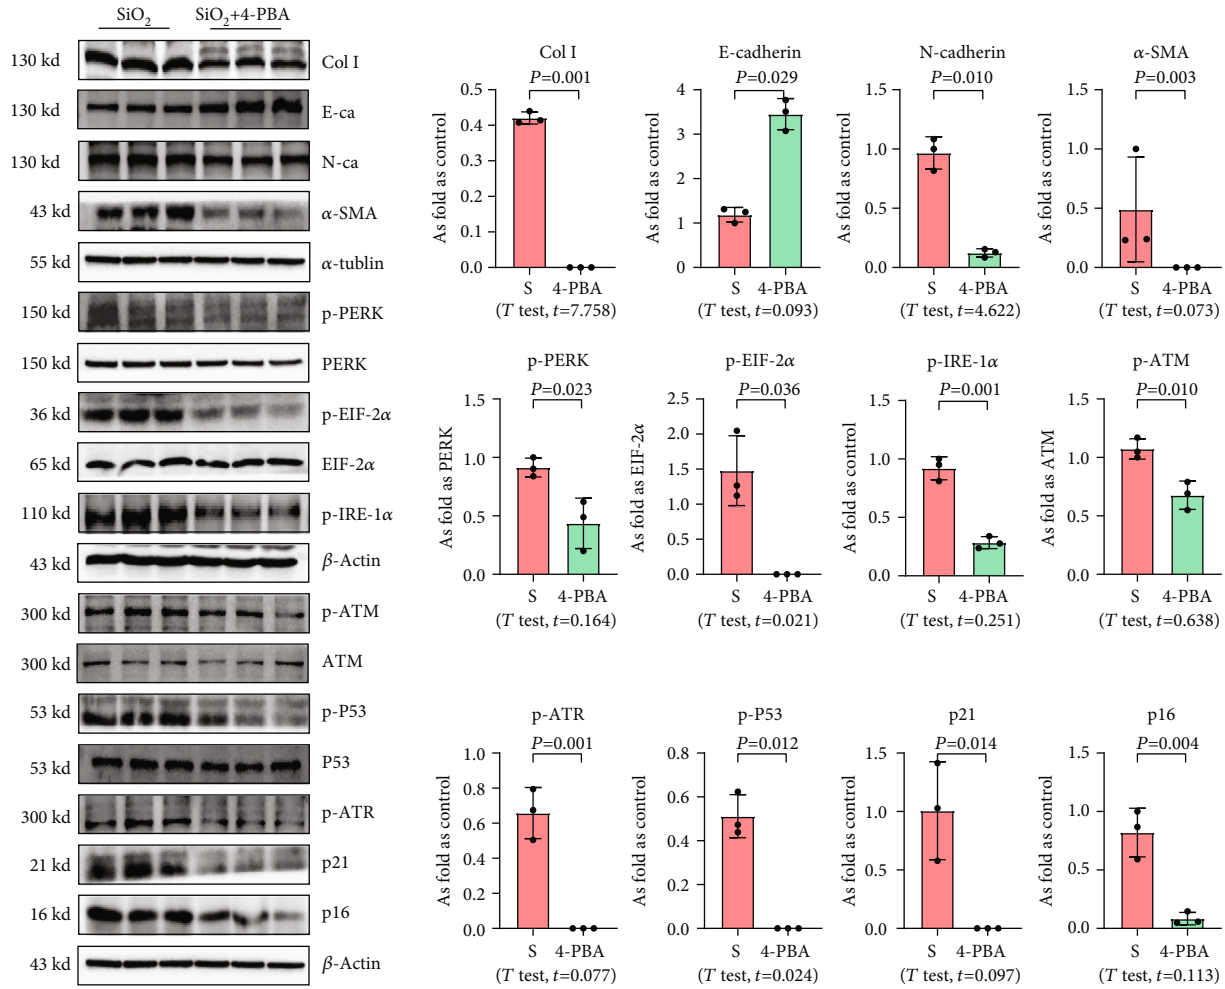 SiO2 SiO2+4-PBA
130 kd Col I
130 kd E-ca
130 kd N-ca
43 kd α-SMA
55 kd α-tublin
150 kd p-PERK
150 kd PERK
36 kd p-EIF-2α
65 kd EIF-2α
110 kd p-IRE-1α
43 kd β-Actin
300 kd p-ATM
300 kd ATM
53 kd p-P53
53 kd P53
300 kd p-ATR
21 kd p21
16 kd p16
43 kd β-Actin
Col I
P=0.001
As fold as control
0.5
0.4
0.3
0.2
0.1
0.0
S 4-PBA
(T test, t=7.758)
E-cadherin
P=0.029
As fold as control
4
3
2
1
0
S 4-PBA
(T test, t=0.093)
N-cadherin
P=0.010
As fold as control
1.5
1.0
0.5
0.0
S 4-PBA
(T test, t=4.622)
α-SMA
P=0.003
As fold as control
1.5
1.0
0.5
0.0
S 4-PBA
(T test, t=0.073)
p-PERK
P=0.023
As fold as PERK
1.5
1.0
0.5
0.0
S 4-PBA
(T test, t=0.164)
p-EIF-2α
P=0.036
As fold as EIF-2α
2.5
2.0
1.5
1.0
0.5
0.0
S 4-PBA
(T test, t=0.021)
p-IRE-1α
P=0.001
As fold as control
1.5
1.0
0.5
0.0
S 4-PBA
(T test, t=0.251)
p-ATM
P=0.010
As fold as ATM
1.5
1.0
0.5
0.0
S 4-PBA
(T test, t=0.638)
p-ATR
P=0.001
As fold as control
1.0
0.8
0.6
0.4
0.2
0.0
S 4-PBA
(T test, t=0.077)
p-P53
P=0.012
As fold as control
0.8
0.6
0.4
0.2
0.0
S 4-PBA
(T test, t=0.024)
p21
P=0.014
As fold as control
1.5
1.0
0.5
0.0
S 4-PBA
(T test, t=0.097)
p16
P=0.004
As fold as control
1.5
1.0
0.5
0.0
S 4-PBA
(T test, t=0.113)